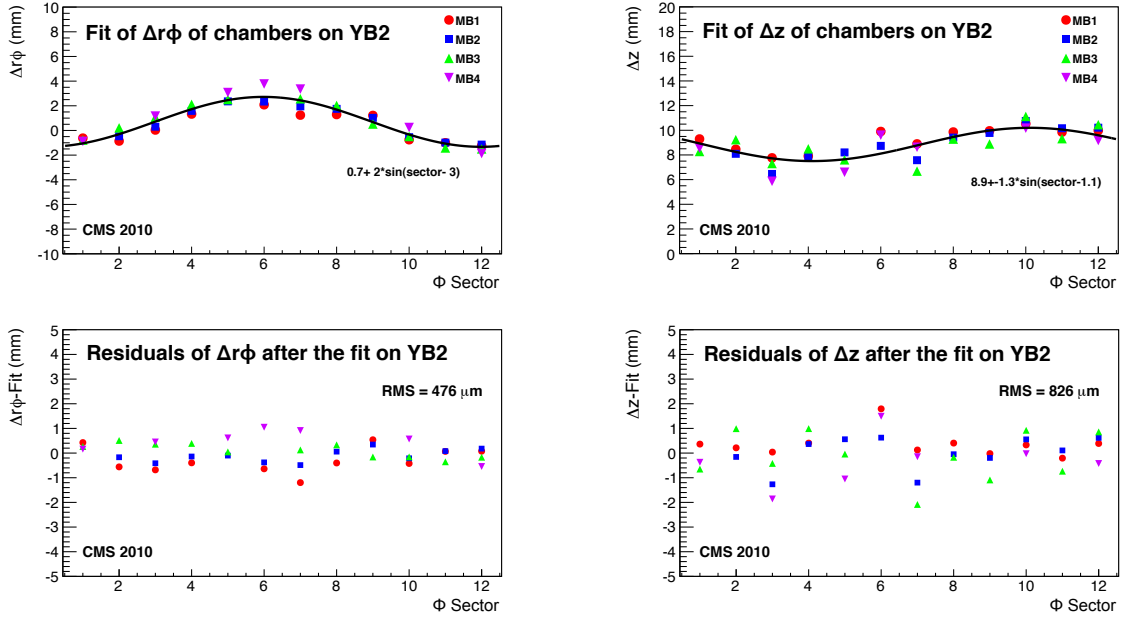 Δrϕ (mm)
10
8
6
4
2
0
-2
-4
-6
-8
-10
Fit of Δrϕ of chambers on YB2
MB1
MB2
MB3
MB4
0.7+ 2*sin(sector- 3)
CMS 2010
2 4 6 8 10 12
Φ Sector
Δz (mm)
20
18
16
14
12
10
8
6
4
2
0
Fit of Δz of chambers on YB2
MB1
MB2
MB3
MB4
8.9+-1.3*sin(sector-1.1)
CMS 2010
2 4 6 8 10 12
Φ Sector
Δrϕ-Fit (mm)
5
4
3
2
1
0
-1
-2
-3
-4
-5
Residuals of Δrϕ after the fit on YB2
RMS = 476 μm
CMS 2010
2 4 6 8 10 12
Φ Sector
Δz-Fit (mm)
5
4
3
2
1
0
-1
-2
-3
-4
-5
Residuals of Δz after the fit on YB2
RMS = 826 μm
CMS 2010
2 4 6 8 10 12
Φ Sector